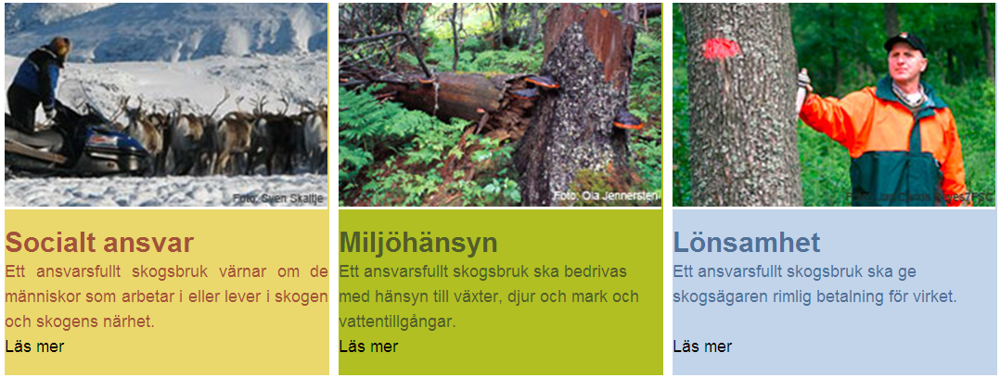 Foto: Sven Skaltje
Socialt ansvar
Ett ansvarsfullt skogsbruk värnar om de
människor som arbetar i eller lever i skogen
och skogens närhet.
Läs mer
Foto: Ola Jennersten
Miljöhänsyn
Ett ansvarsfullt skogsbruk ska bedrivas
med hänsyn till växter, djur och mark och
vattentillgångar.
Läs mer
Lönsamhet
Ett ansvarsfullt skogsbruk ska ge
skogsägaren rimlig betalning för virket.
Läs mer